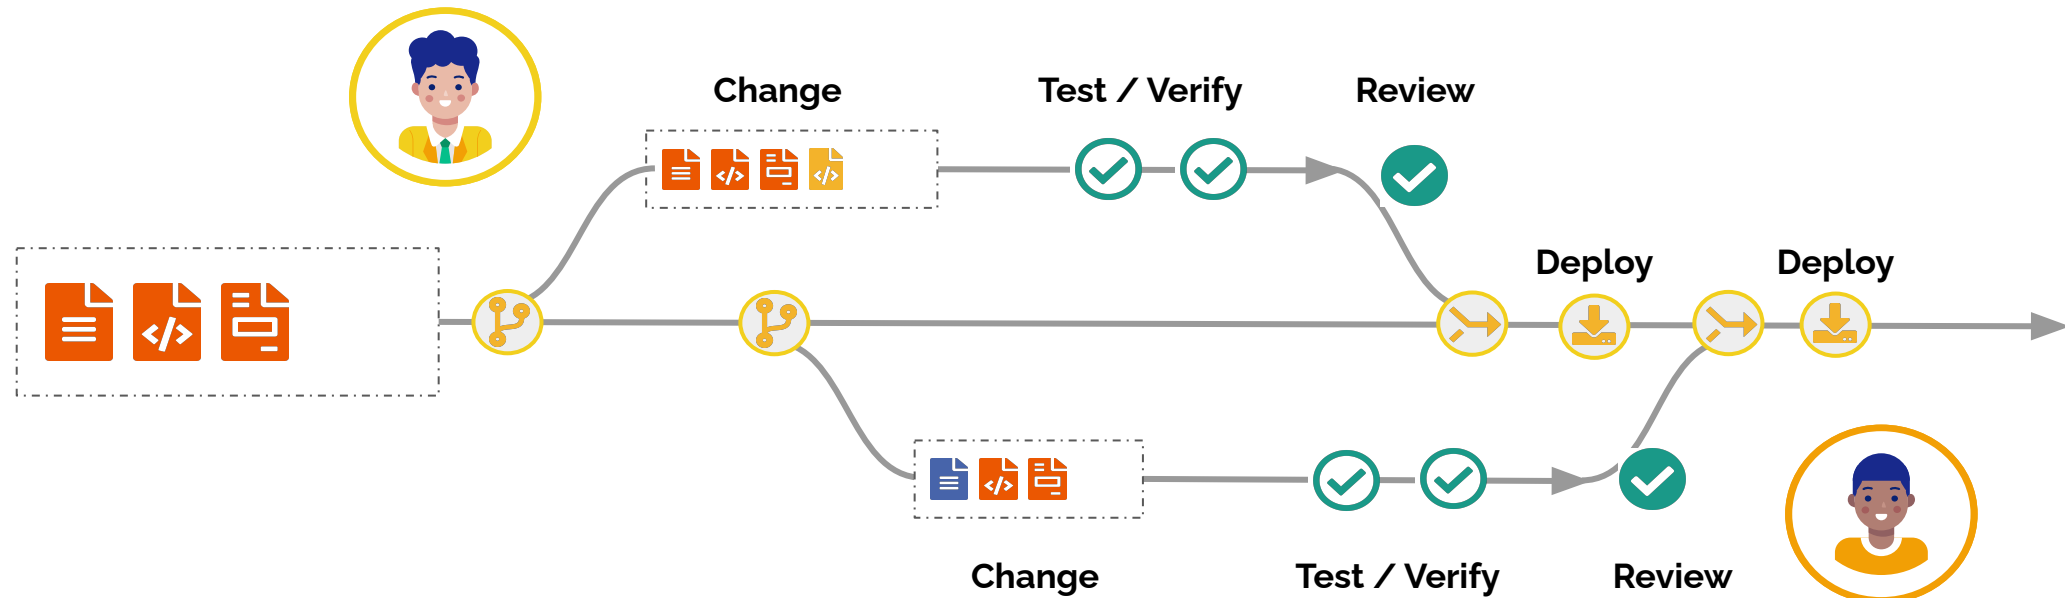 Change
Test / Verify
Review
Deploy
Deploy
Change
Test / Verify
Review